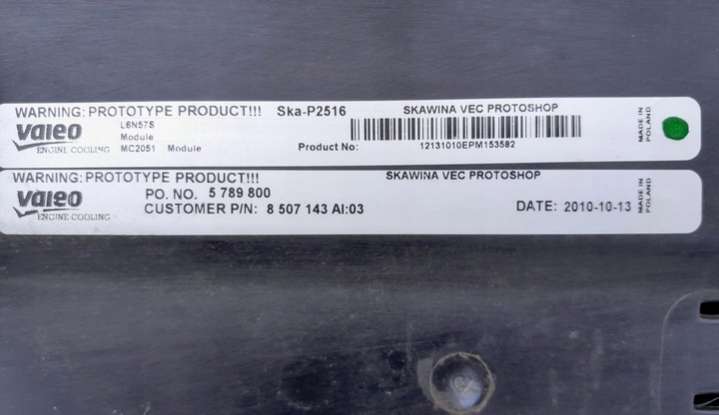 WARNING: PROTOTYPE PRODUCT!!! Ska-P2516 SKAWINA VEC PROTOSHOP
Valeo
ENGINE COOLING
L6N57S
Module
MC2051 Module
Product No: 12131010EPM153582
MADE IN
POLAND
WARNING: PROTOTYPE PRODUCT!!! SKAWINA VEC PROTOSHOP
Valeo
ENGINE COOLING
PO. NO. 5 789 800
CUSTOMER P/N: 8 507 143 AI:03
DATE: 2010-10-13
MADE IN
POLAND